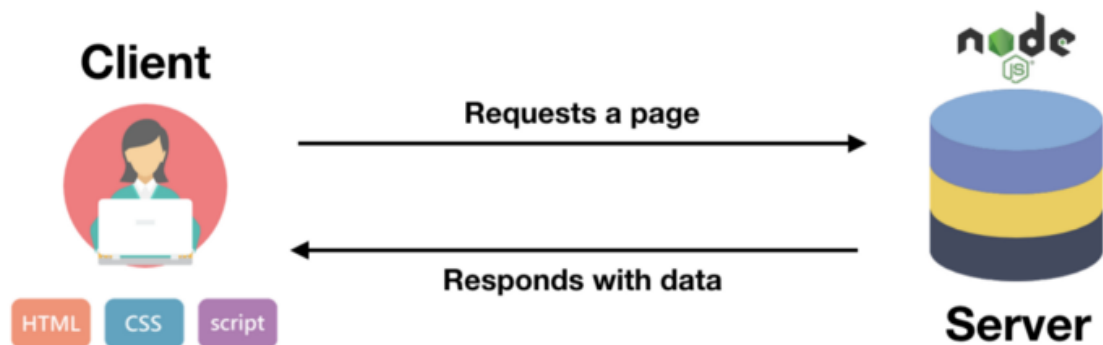 Client
node
JS
Requests a page
Responds with data
HTML
CSS
script
Server